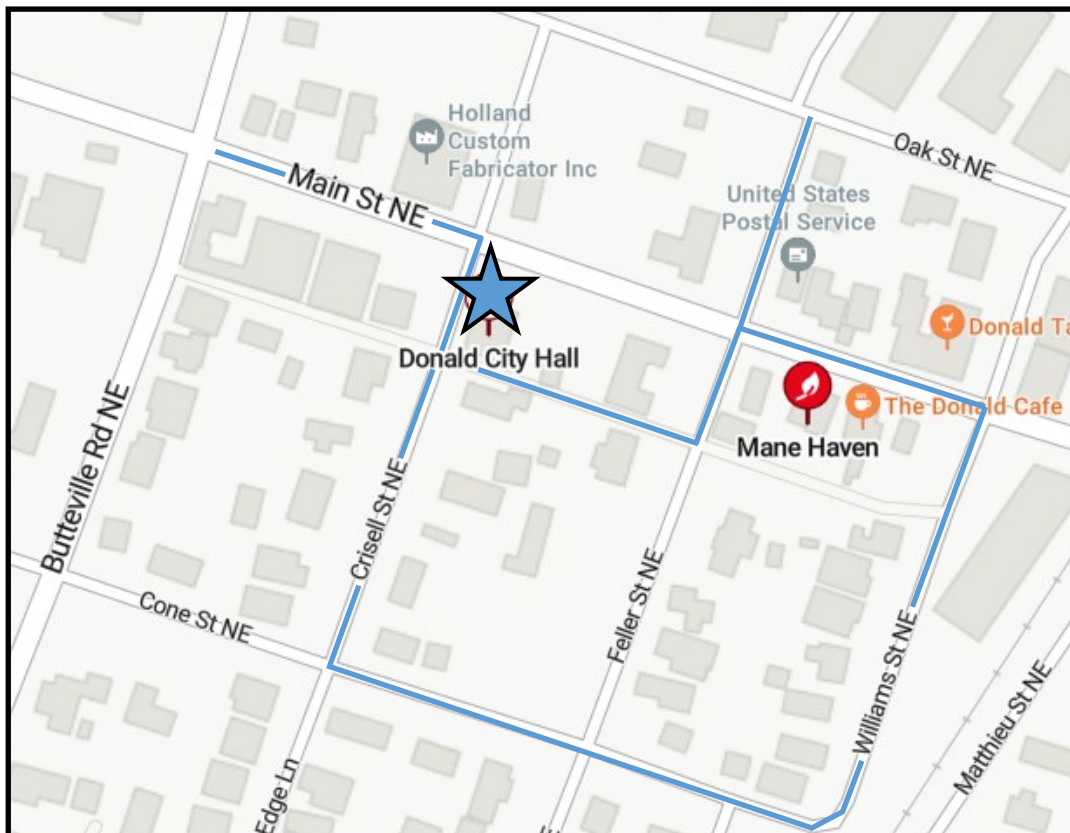 Holland
Custom
Fabricator Inc
Main St NE
Oak St NE
United States
Postal Service
Donald Ta
Donald City Hall
The Donald Cafe
Mane Haven
Butteville Rd NE
Crisell St NE
Feller St NE
Cone St NE
Williams St NE
Matthieu St NE
Edge Ln